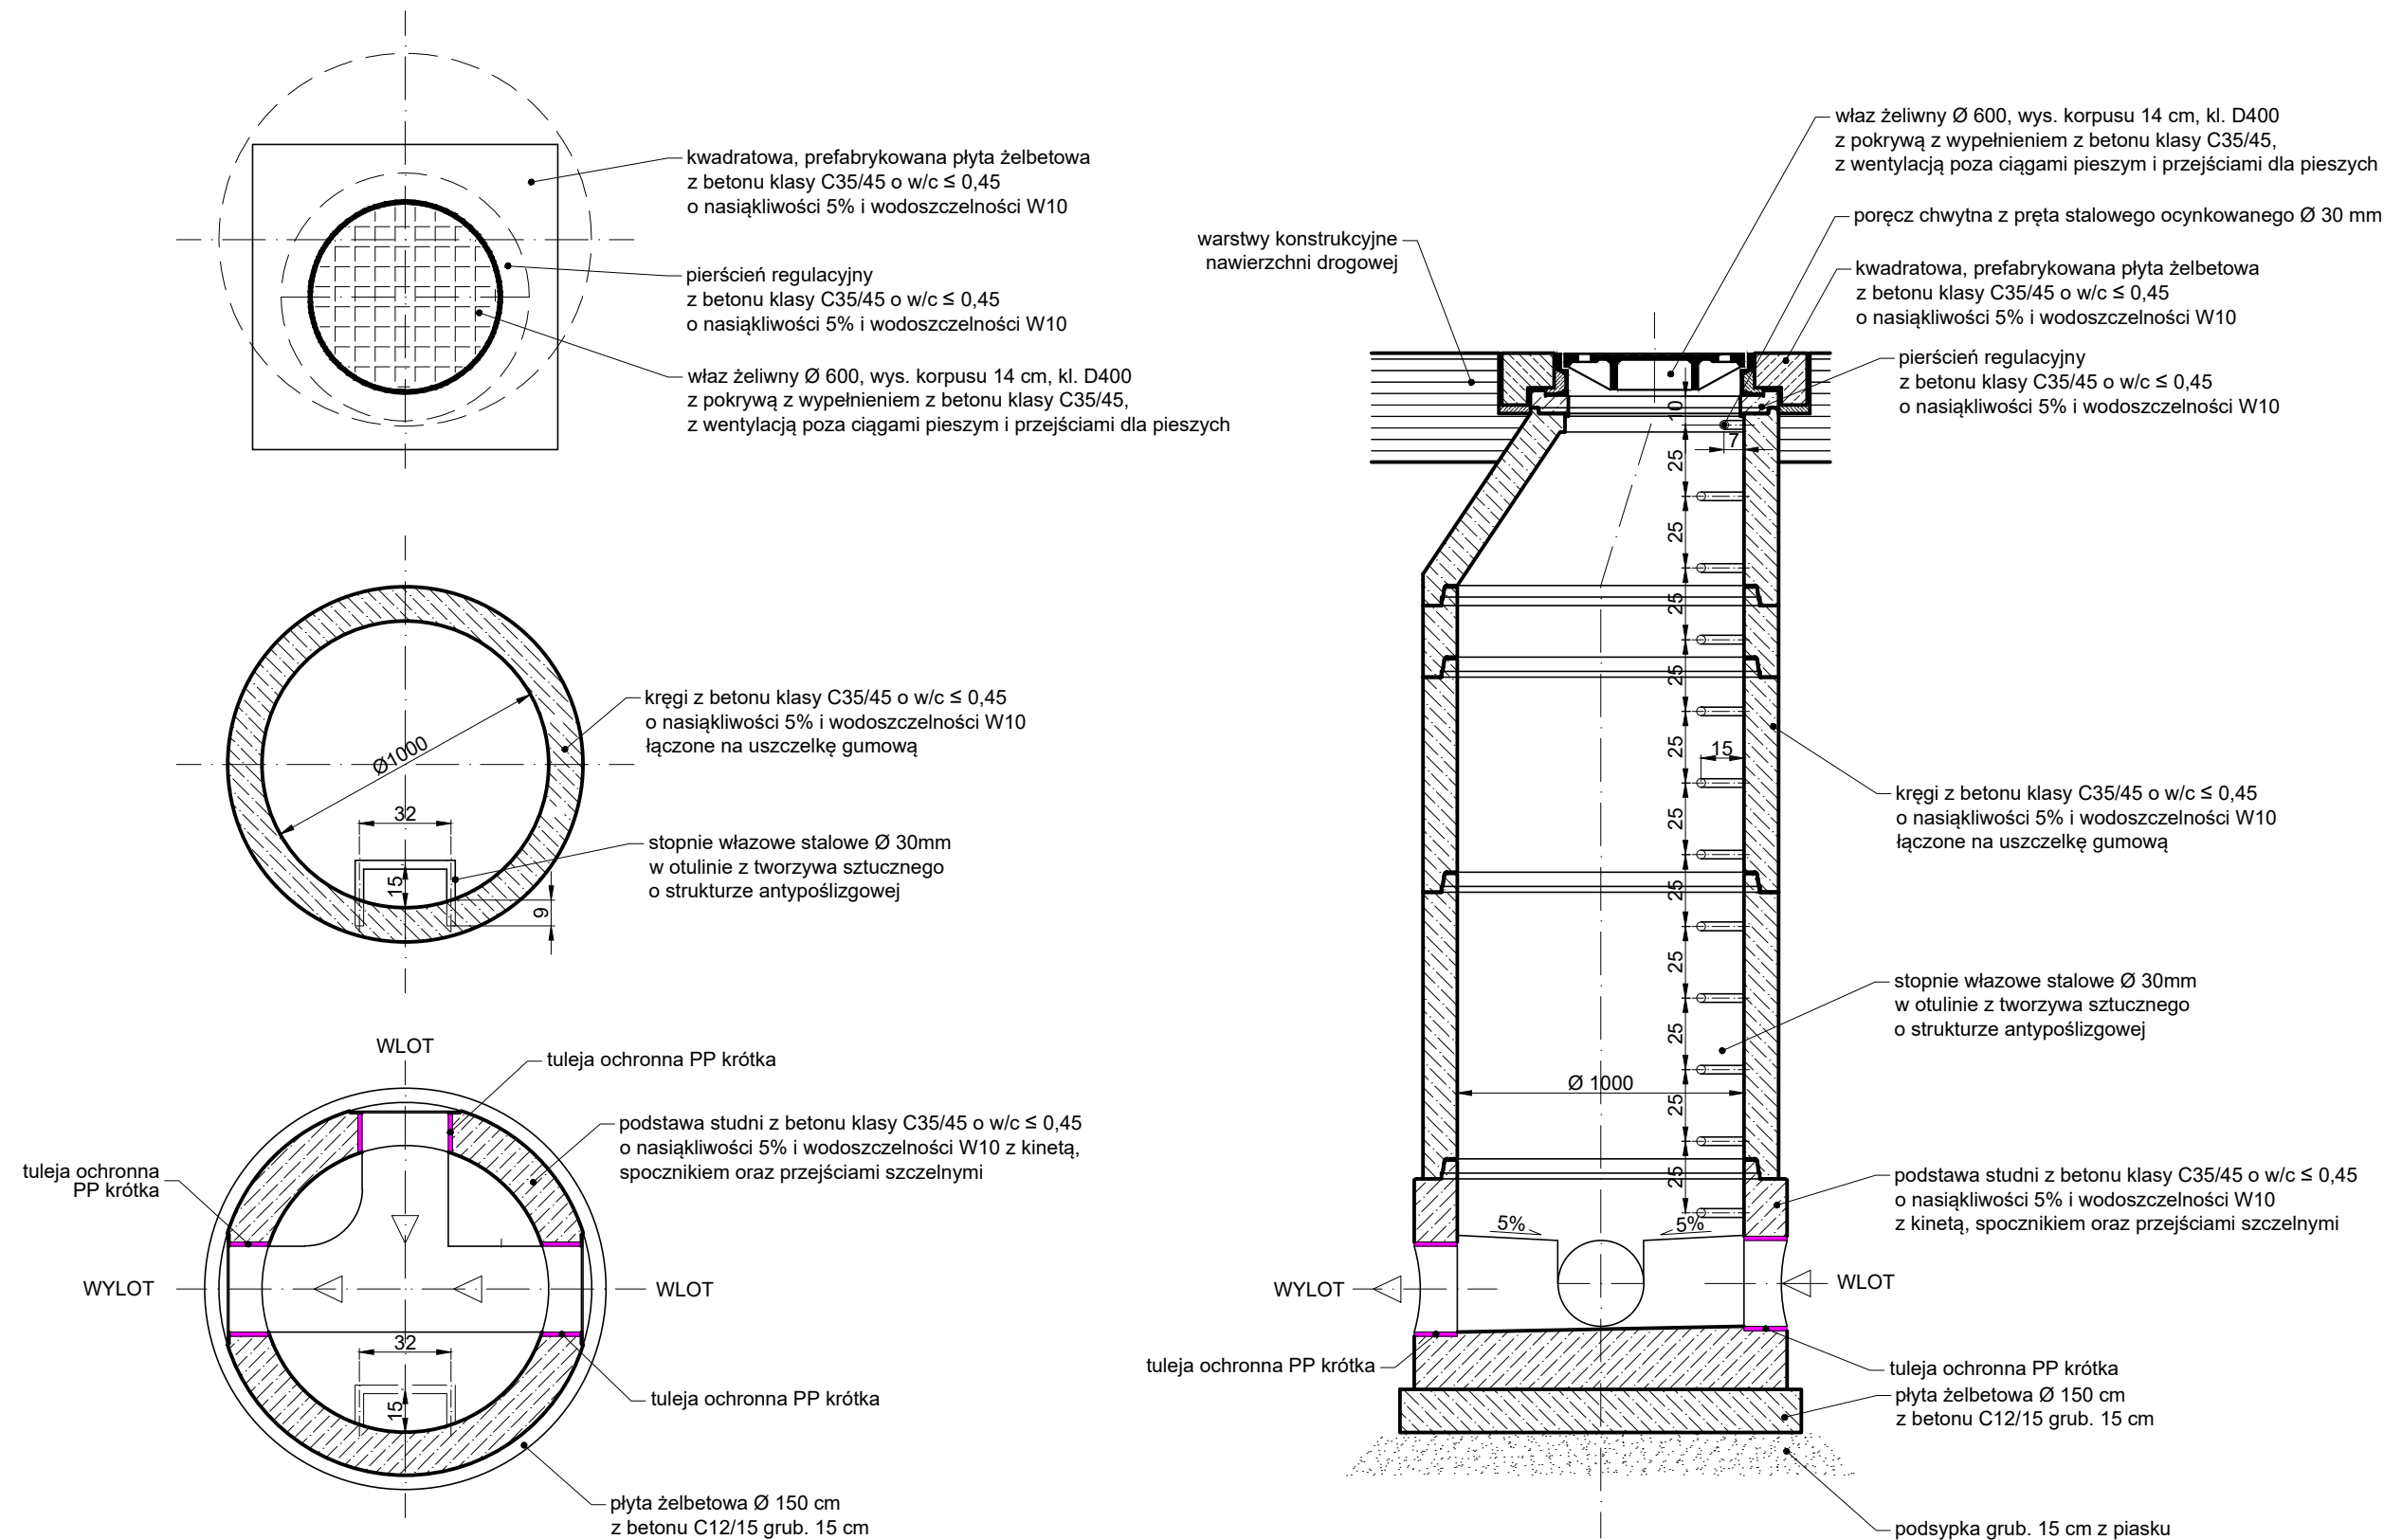 kwadratowa, prefabrykowana płyta żelbetowa
z betonu klasy C35/45 o w/c ≤ 0,45
o nasiąkliwości 5% i wodoszczelności W10
pierścień regulacyjny
z betonu klasy C35/45 o w/c ≤ 0,45
o nasiąkliwości 5% i wodoszczelności W10
właz żeliwny Ø 600, wys. korpusu 14 cm, kl. D400
z pokrywą z wypełnieniem z betonu klasy C35/45,
z wentylacją poza ciągami pieszym i przejściami dla pieszych
Ø1000
32
15
9
kręgi z betonu klasy C35/45 o w/c ≤ 0,45
o nasiąkliwości 5% i wodoszczelności W10
łączone na uszczelkę gumową
stopnie włazowe stalowe Ø 30mm
w otulinie z tworzywa sztucznego
o strukturze antypoślizgowej
WLOT
tuleja ochronna PP krótka
podstawa studni z betonu klasy C35/45 o w/c ≤ 0,45
o nasiąkliwości 5% i wodoszczelności W10 z kinetą,
spocznikiem oraz przejściami szczelnymi
tuleja ochronna
PP krótka
WYLOT
WLOT
32
15
tuleja ochronna PP krótka
płyta żelbetowa Ø 150 cm
z betonu C12/15 grub. 15 cm
właz żeliwny Ø 600, wys. korpusu 14 cm, kl. D400
z pokrywą z wypełnieniem z betonu klasy C35/45,
z wentylacją poza ciągami pieszym i przejściami dla pieszych
poręcz chwytna z pręta stalowego ocynkowanego Ø 30 mm
warstwy konstrukcyjne
nawierzchni drogowej
kwadratowa, prefabrykowana płyta żelbetowa
z betonu klasy C35/45 o w/c ≤ 0,45
o nasiąkliwości 5% i wodoszczelności W10
pierścień regulacyjny
z betonu klasy C35/45 o w/c ≤ 0,45
o nasiąkliwości 5% i wodoszczelności W10
10
7
25
25
25
25
25
15
25
25
25
25
25
25
Ø 1000
kręgi z betonu klasy C35/45 o w/c ≤ 0,45
o nasiąkliwości 5% i wodoszczelności W10
łączone na uszczelkę gumową
stopnie włazowe stalowe Ø 30mm
w otulinie z tworzywa sztucznego
o strukturze antypoślizgowej
podstawa studni z betonu klasy C35/45 o w/c ≤ 0,45
o nasiąkliwości 5% i wodoszczelności W10
z kinetą, spocznikiem oraz przejściami szczelnymi
5%
5%
WYLOT
WLOT
tuleja ochronna PP krótka
tuleja ochronna PP krótka
płyta żelbetowa Ø 150 cm
z betonu C12/15 grub. 15 cm
podsypka grub. 15 cm z piasku